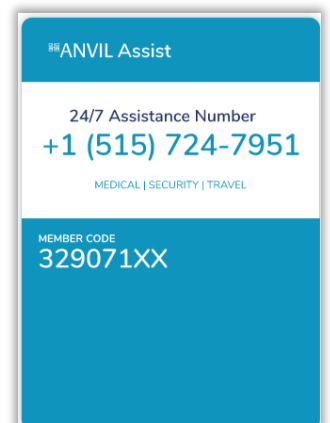 ANVIL Assist
24/7 Assistance Number
+1 (515) 724-7951
MEDICAL | SECURITY | TRAVEL
MEMBER CODE
329071XX